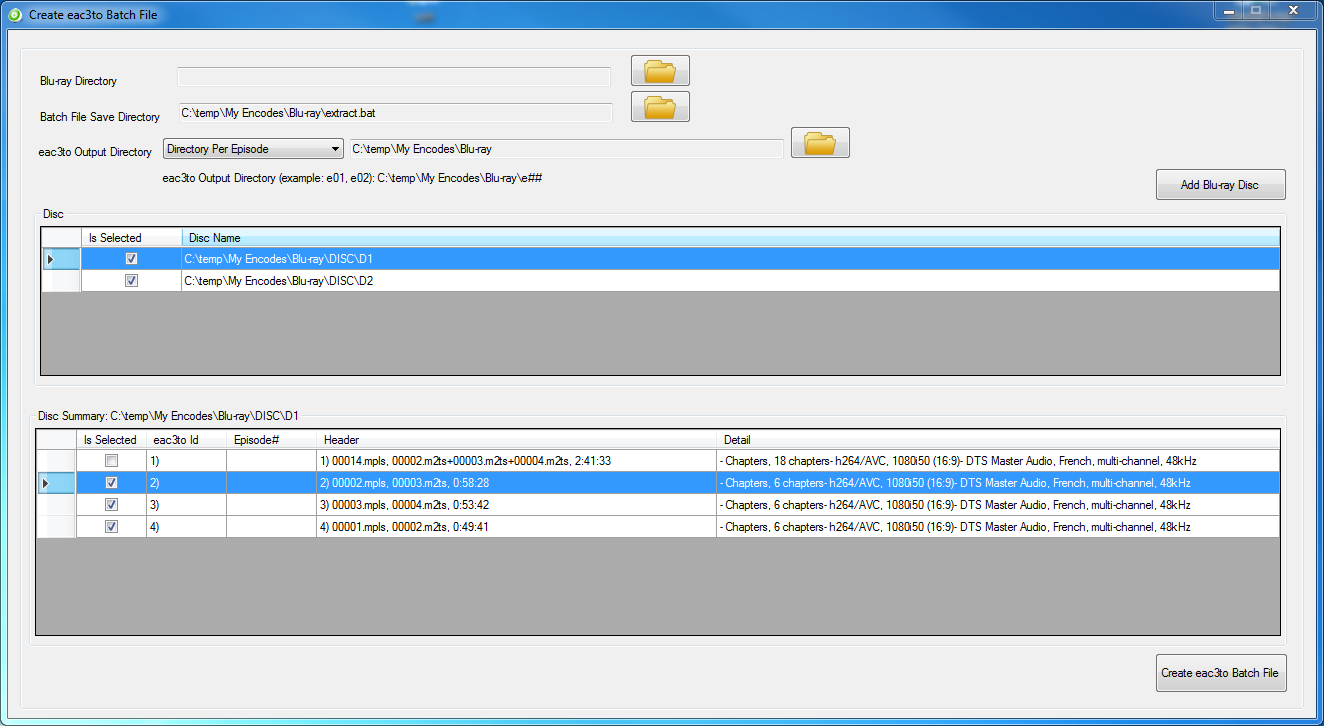 Create eac3to Batch File
Blu-ray Directory
Batch File Save Directory C:\temp\My Encodes\Blu-ray\extract.bat
eac3to Output Directory Directory Per Episode C:\temp\My Encodes\Blu-ray
eac3to Output Directory (example: e01, e02): C:\temp\My Encodes\Blu-ray\e##
Add Blu-ray Disc
Disc
Is Selected Disc Name
C:\temp\My Encodes\Blu-ray\DISC\D1
C:\temp\My Encodes\Blu-ray\DISC\D2
Disc Summary: C:\temp\My Encodes\Blu-ray\DISC\D1
Is Selected eac3to Id Episode# Header Detail
1) 1) 00014.mpls, 00002.m2ts+00003.m2ts+00004.m2ts, 2:41:33 - Chapters, 18 chapters- h264/AVC, 1080i50 (16:9)- DTS Master Audio, French, multi-channel, 48kHz
2) 2) 00002.mpls, 00003.m2ts, 0:58:28 - Chapters, 6 chapters- h264/AVC, 1080i50 (16:9)- DTS Master Audio, French, multi-channel, 48kHz
3) 3) 00003.mpls, 00004.m2ts, 0:53:42 - Chapters, 6 chapters- h264/AVC, 1080i50 (16:9)- DTS Master Audio, French, multi-channel, 48kHz
4) 4) 00001.mpls, 00002.m2ts, 0:49:41 - Chapters, 6 chapters- h264/AVC, 1080i50 (16:9)- DTS Master Audio, French, multi-channel, 48kHz
Create eac3to Batch File